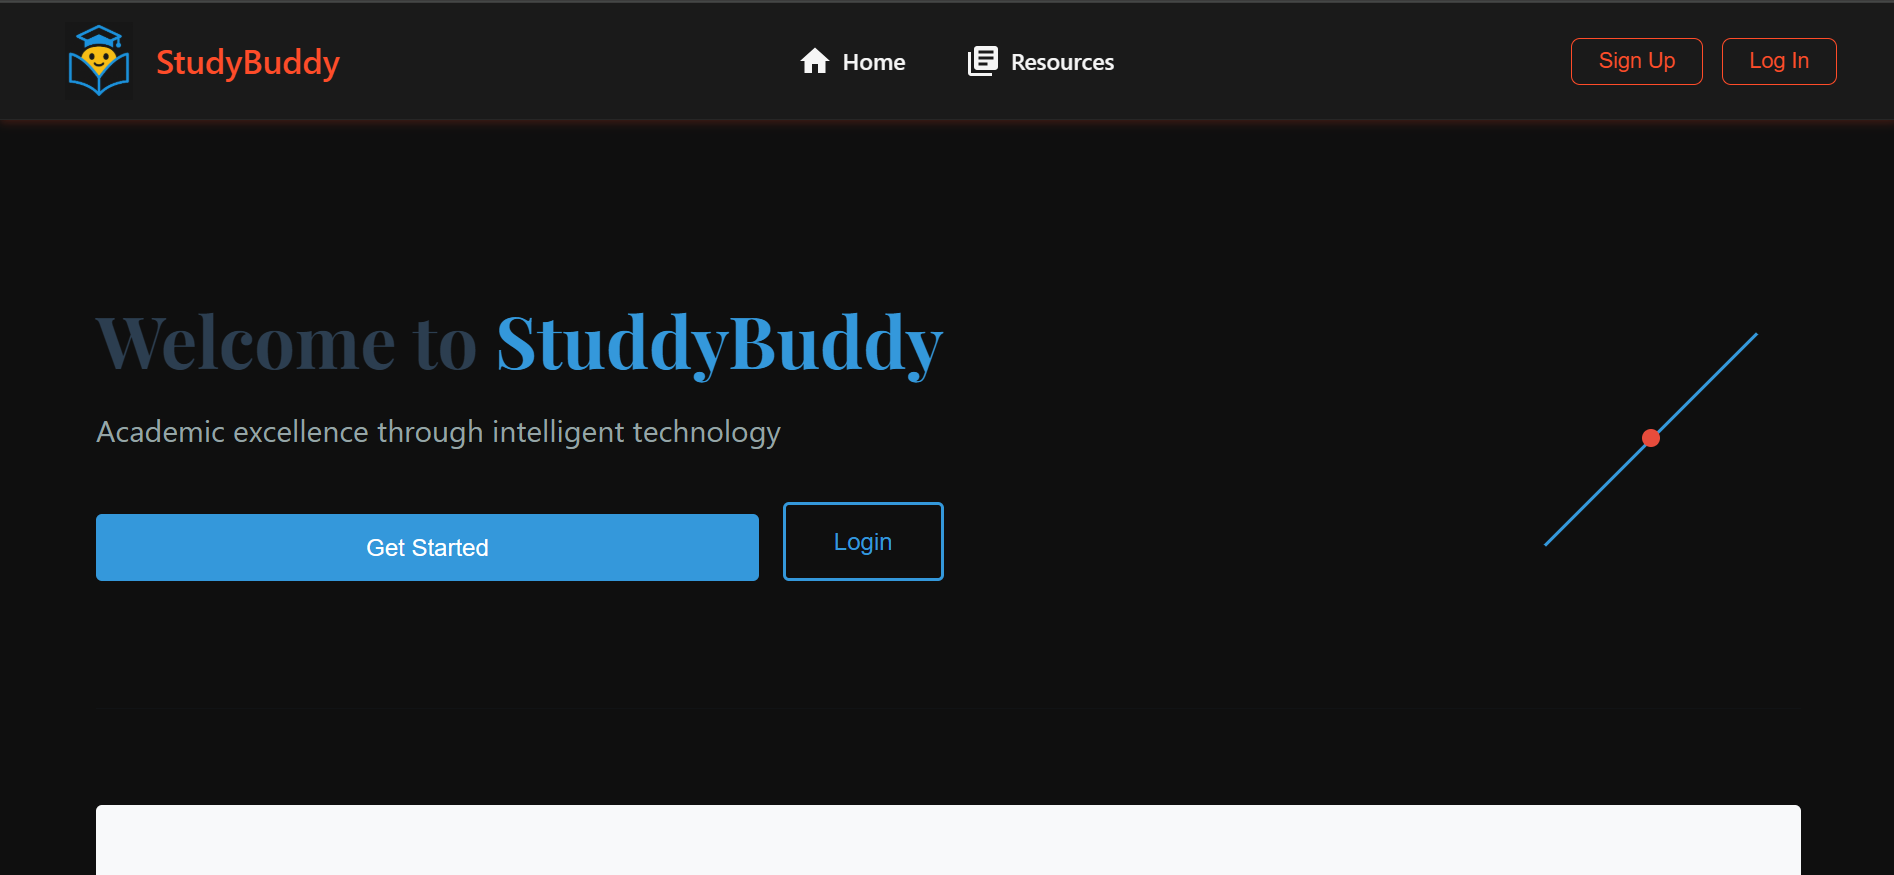 StudyBuddy
Home
Resources
Sign Up
Log In
Welcome to StuddyBuddy
Academic excellence through intelligent technology
Get Started
Login